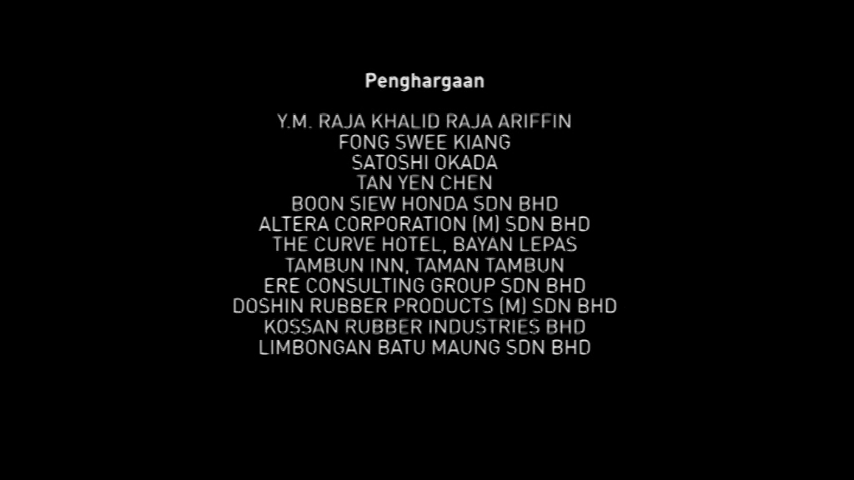 Penghargaan
Y.M. RAJA KHALID RAJA ARIFFIN
FONG SWEE KIANG
SATOSHI OKADA
TAN YEN CHEN
BOON SIEW HONDA SDN BHD
ALTERA CORPORATION (M) SDN BHD
THE CURVE HOTEL, BAYAN LEPAS
TAMBUN INN, TAMAN TAMBUN
ERE CONSULTING GROUP SDN BHD
DOSHIN RUBBER PRODUCTS (M) SDN BHD
KOSSAN RUBBER INDUSTRIES BHD
LIMBONGAN BATU MAUNG SDN BHD